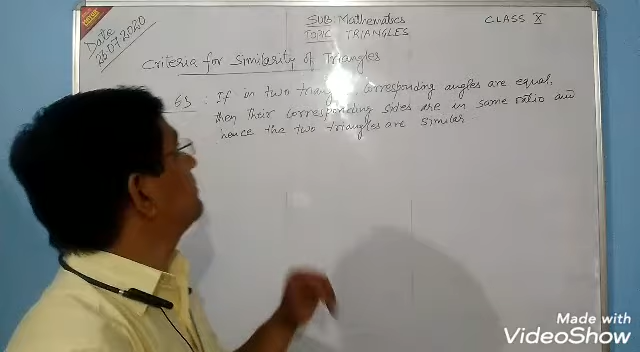 Date
23.07.2020
SUB. Mathematics
TOPIC TRIANGLES
CLASS X
Criteria for Similarity of Triangles
6.3 : If in two triang corresponding angles are equal,
then their corresponding sides are in same ratio and
hence the two triangles are similar
Made with
VideoShow